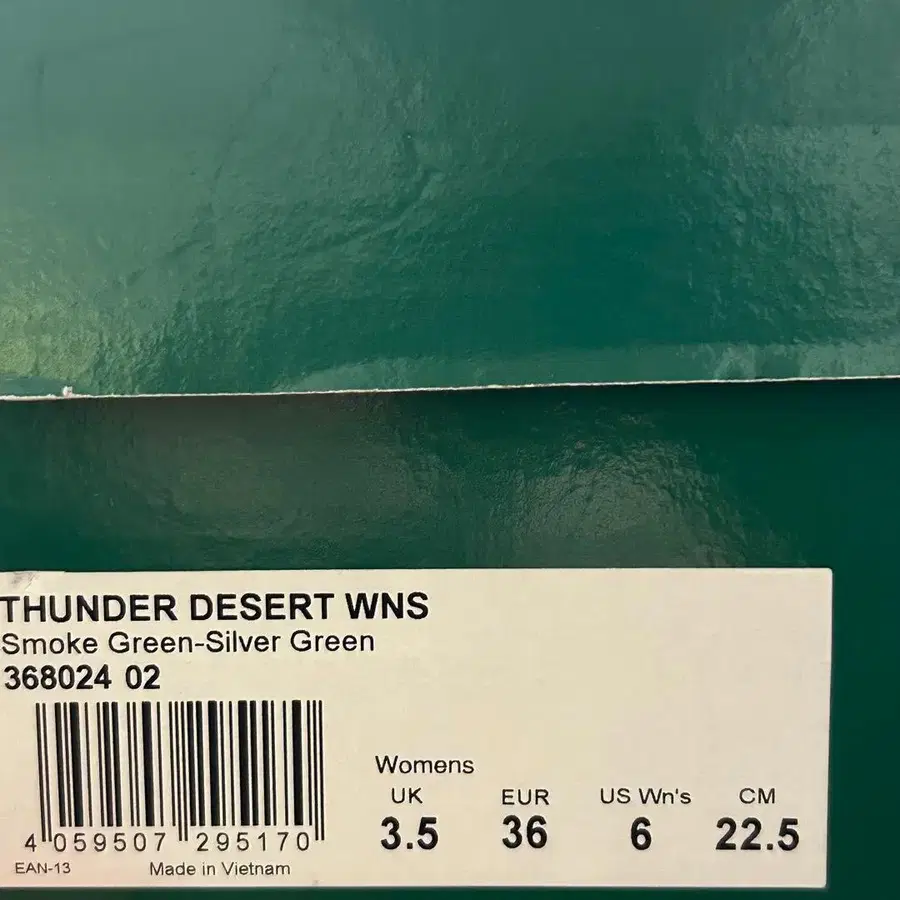 THUNDER DESERT WNS
Smoke Green-Silver Green
368024 02
4 059507 295170
EAN-13 Made in Vietnam
Womens
UK EUR US Wn's CM
3.5 36 6 22.5